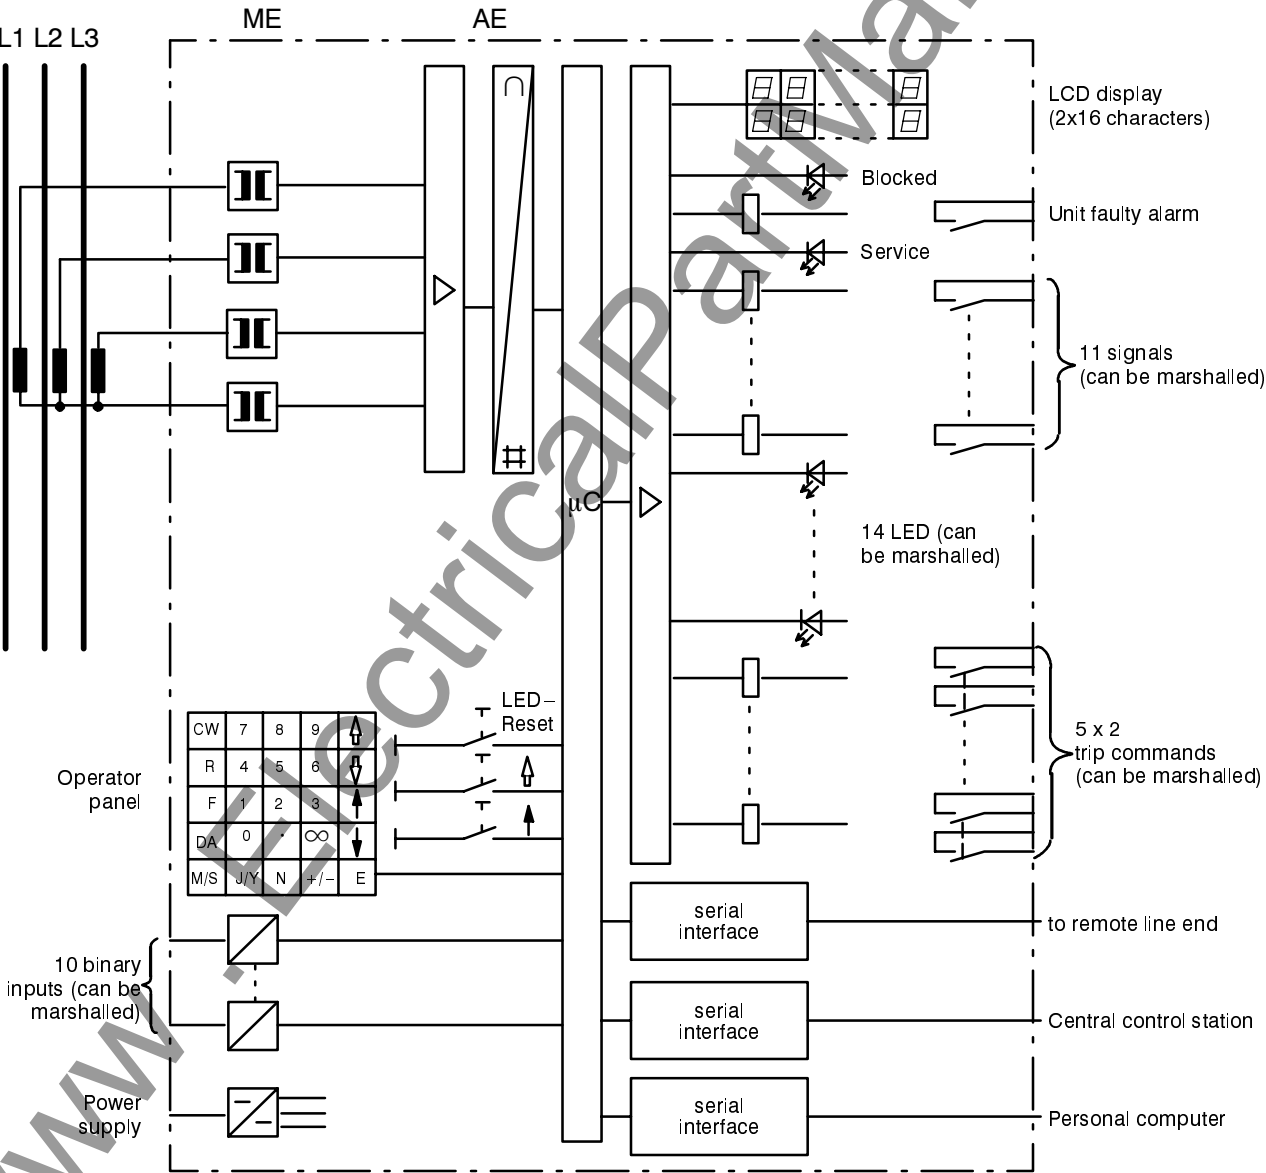 ME
AE
L1 L2 L3
LCD display
(2x16 characters)
Blocked
Unit faulty alarm
Service
11 signals
(can be marshalled)
µC
14 LED (can
be marshalled)
LED–
Reset
5 x 2
trip commands
(can be marshalled)
Operator
panel
CW 7 8 9
R 4 5 6
F 1 2 3
DA 0 . ∞
M/S J/Y N +/– E
serial
interface
to remote line end
10 binary
inputs (can be
marshalled)
serial
interface
Central control station
Power
supply
serial
interface
Personal computer
www.ElectricalPartMa